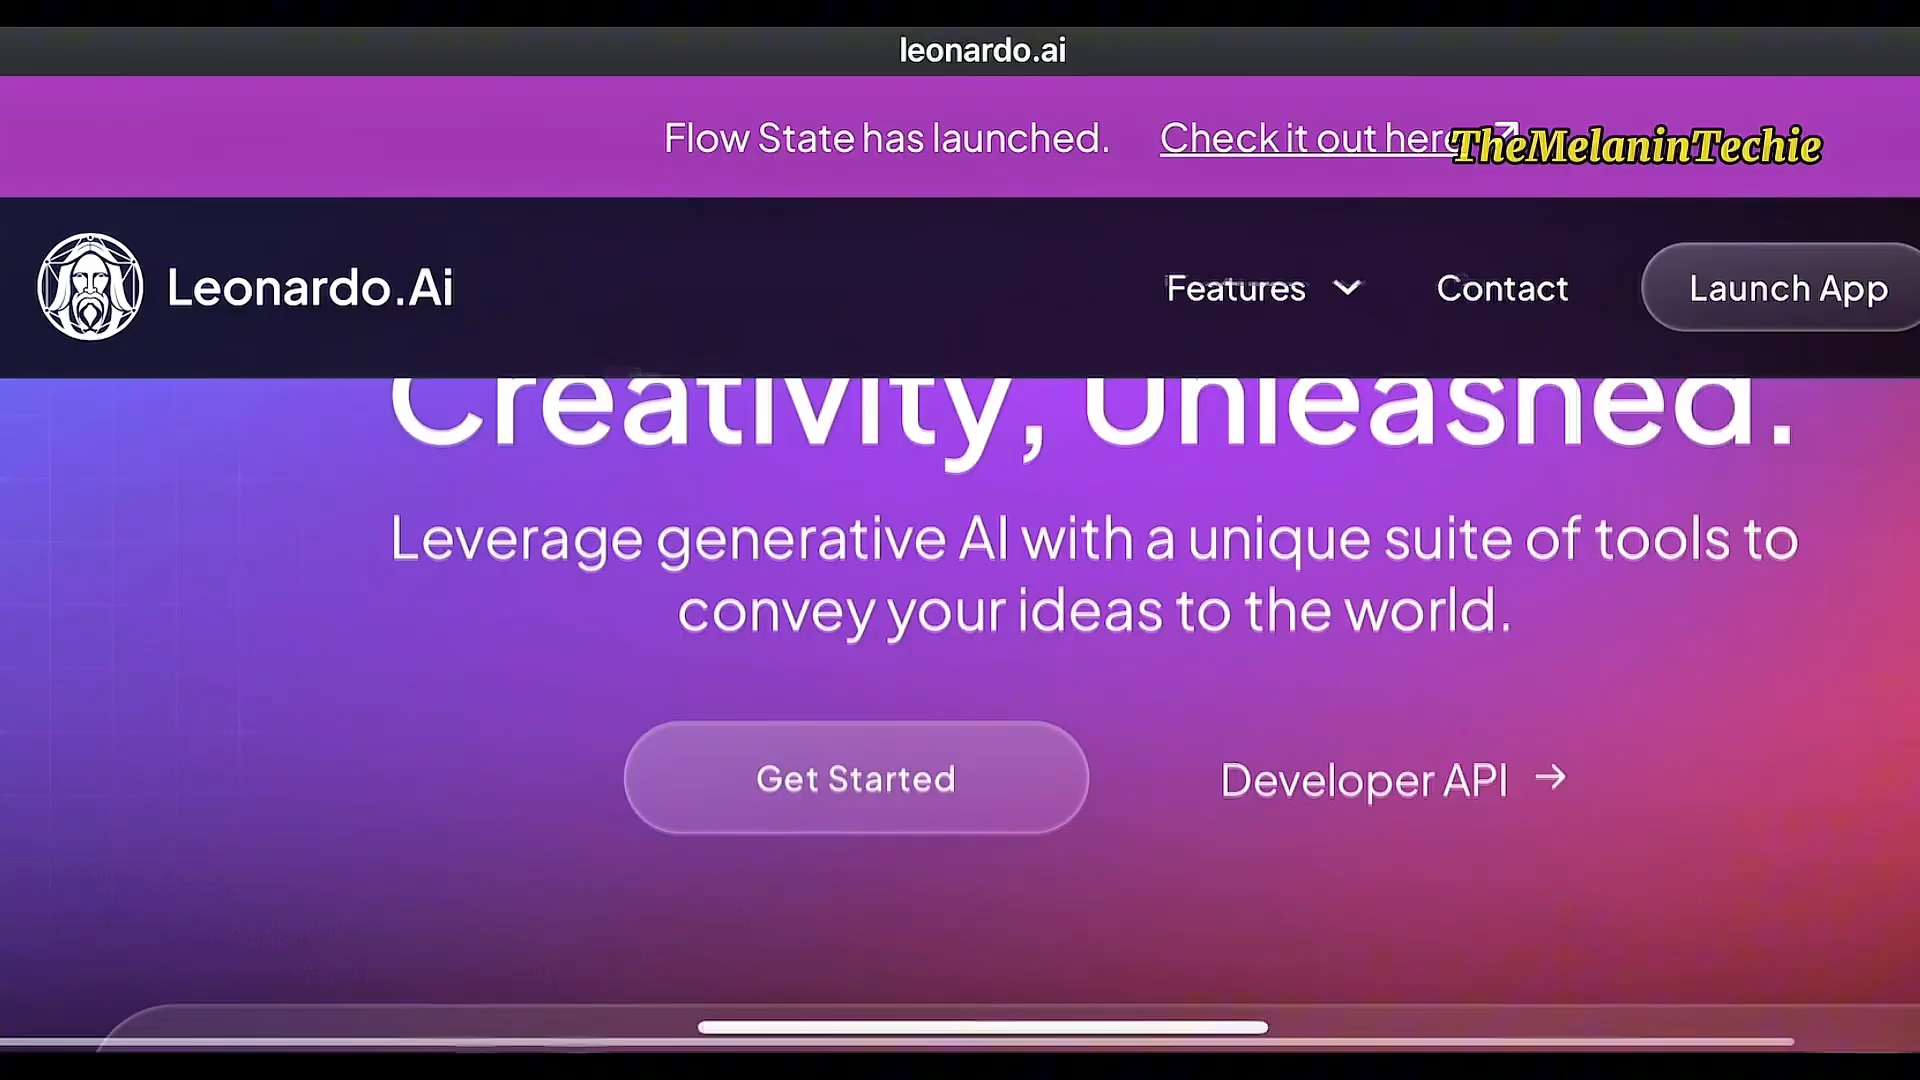 leonardo.ai
Flow State has launched. Check it out here
TheMelaninTechie
Leonardo.Ai
Features
Contact
Launch App
Creativity, Unleashed.
Leverage generative AI with a unique suite of tools to
convey your ideas to the world.
Get Started
Developer API →